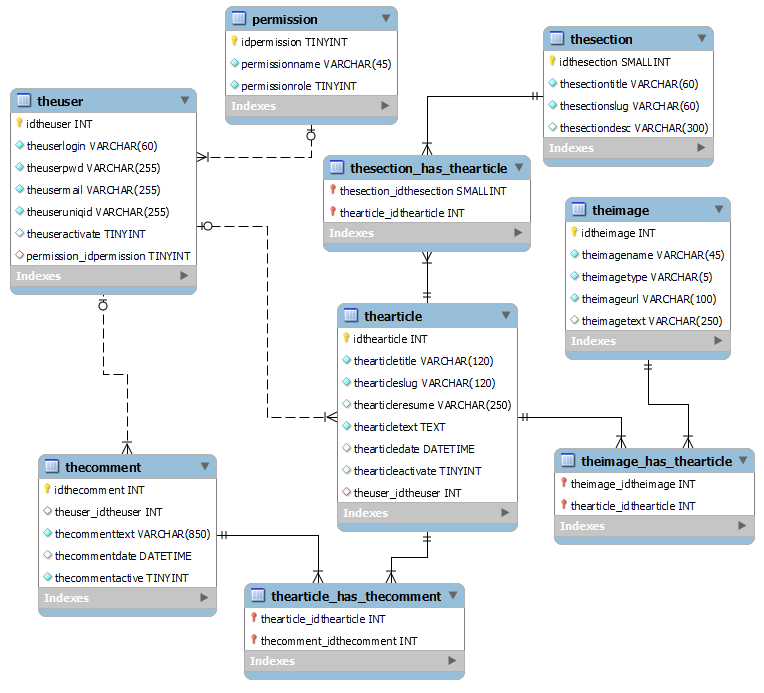 permission
idpermission TINYINT
permissionname VARCHAR(45)
permissionrole TINYINT
Indexes
thesection
idthesection SMALLINT
thesectiontitle VARCHAR(60)
thesectionslug VARCHAR(60)
thesectiondesc VARCHAR(300)
Indexes
theuser
idtheuser INT
theuserlogin VARCHAR(60)
theuserpwd VARCHAR(255)
theusermail VARCHAR(255)
theuseruniqid VARCHAR(255)
theuseractivate TINYINT
permission_idpermission TINYINT
Indexes
thesection_has_thearticle
thesection_idthesection SMALLINT
thearticle_idthearticle INT
Indexes
theimage
idtheimage INT
theimagename VARCHAR(45)
theimagetype VARCHAR(5)
theimageurl VARCHAR(100)
theimagetext VARCHAR(250)
Indexes
thearticle
idthearticle INT
thearticletitle VARCHAR(120)
thearticleslug VARCHAR(120)
thearticleresume VARCHAR(250)
thearticletext TEXT
thearticledate DATETIME
thearticleactivate TINYINT
theuser_idtheuser INT
Indexes
thecomment
idthecomment INT
theuser_idtheuser INT
thecommenttext VARCHAR(850)
thecommentdate DATETIME
thecommentactive TINYINT
Indexes
theimage_has_thearticle
theimage_idtheimage INT
thearticle_idthearticle INT
Indexes
thearticle_has_thecomment
thearticle_idthearticle INT
thecomment_idthecomment INT
Indexes